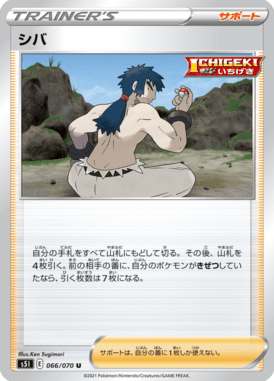 TRAINER'S
サポート
シバ
ICHIGEKI
いちげき
自分の手札をすべて山札にもどして切る。その後、山札を
4枚引く。前の相手の番に、自分のポケモンがきぜつしてい
たなら、引く枚数は7枚になる。
Illus.Ken Sugimori
S5I E 066/070 U
サポートは、自分の番に1枚しか使えない。
©2021 Pokémon/Nintendo/Creatures/GAME FREAK.